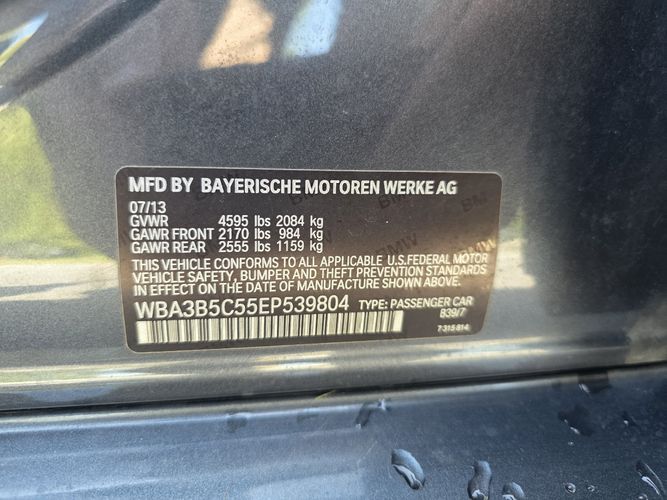 MFD BY BAYERISCHE MOTOREN WERKE AG
07/13
GVWR 4595 lbs 2084 kg
GAWR FRONT 2170 lbs 984 kg
GAWR REAR 2555 lbs 1159 kg
THIS VEHICLE CONFORMS TO ALL APPLICABLE U.S.FEDERAL MOTOR
VEHICLE SAFETY, BUMPER AND THEFT PREVENTION STANDARDS
IN EFFECT ON THE DATE OF MANUFACTURE SHOWN ABOVE.
WBA3B5C55EP539804 TYPE: PASSENGER CAR
B39/7
7 315 814